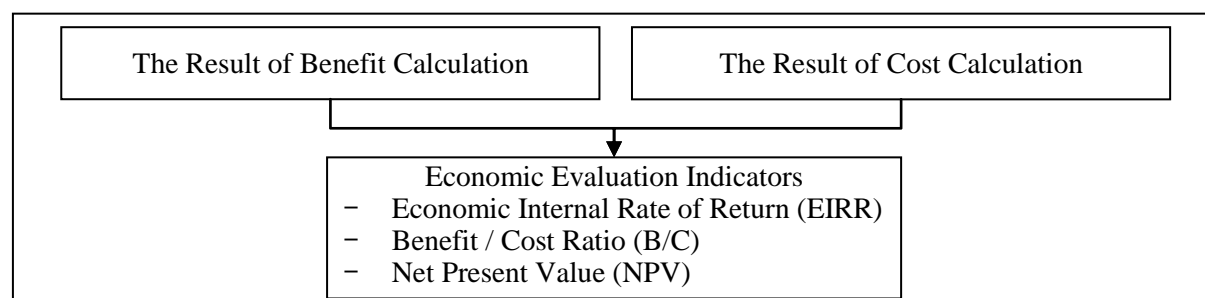 The Result of Benefit Calculation
The Result of Cost Calculation
Economic Evaluation Indicators
− Economic Internal Rate of Return (EIRR)
− Benefit / Cost Ratio (B/C)
− Net Present Value (NPV)